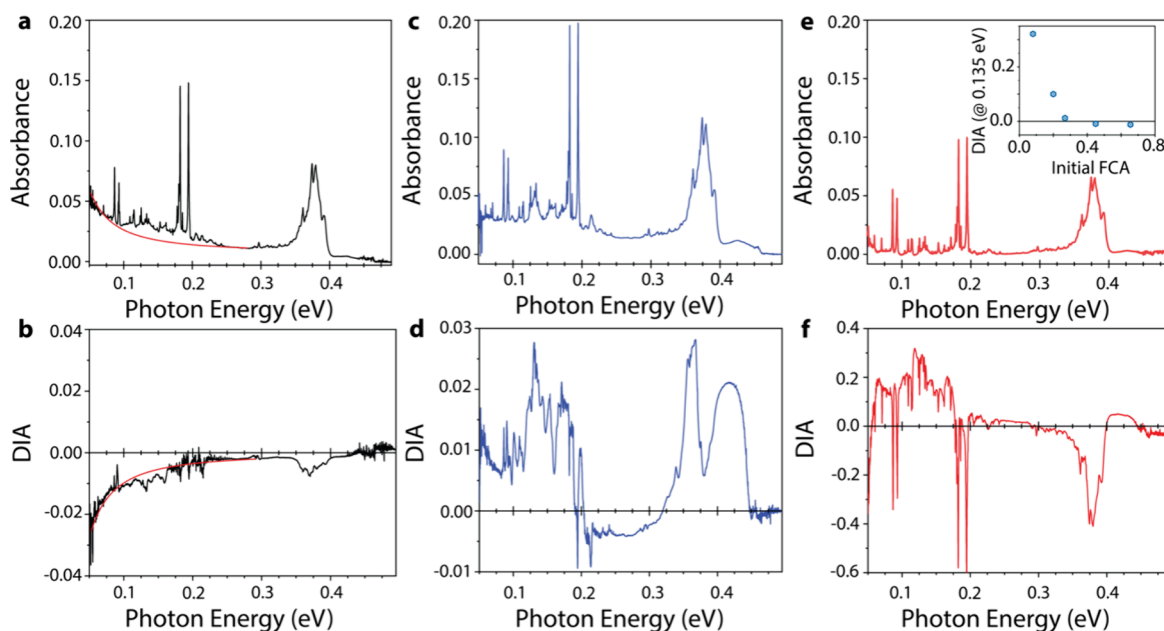 a
0.20
0.15
0.10
0.05
0.00
Absorbance
0.1 0.2 0.3 0.4
Photon Energy (eV)
c
0.20
0.15
0.10
0.05
0.00
Absorbance
0.1 0.2 0.3 0.4
Photon Energy (eV)
e
0.20
0.15
0.10
0.05
0.00
Absorbance
0.1 0.2 0.3 0.4
Photon Energy (eV)
DIA (@ 0.135 eV)
0.2
0.0
0.0 0.4 0.8
Initial FCA
b
0.04
0.02
0.00
-0.02
-0.04
DIA
0.1 0.2 0.3 0.4
Photon Energy (eV)
d
0.03
0.02
0.01
0.00
-0.01
DIA
0.1 0.2 0.3 0.4
Photon Energy (eV)
f
0.4
0.2
0.0
-0.2
-0.4
-0.6
DIA
0.1 0.2 0.3 0.4
Photon Energy (eV)